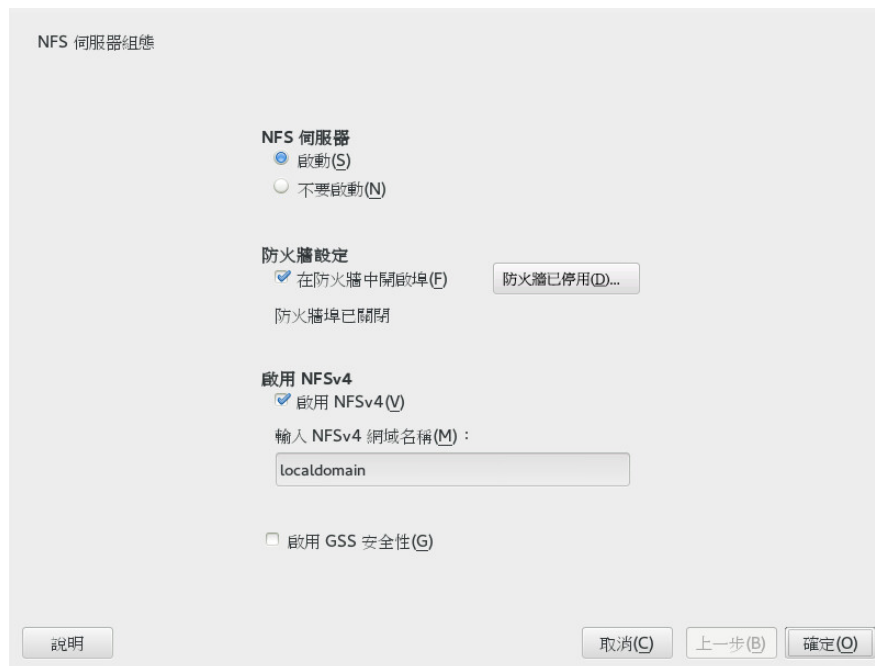 NFS 伺服器組態
NFS 伺服器
啟動(S)
不要啟動(N)
防火牆設定
在防火牆中開啟埠(F)
防火牆已停用(D)...
防火牆埠已關閉
啟用 NFSv4
啟用 NFSv4(V)
輸入 NFSv4 網域名稱(M)：
localdomain
啟用 GSS 安全性(G)
說明
取消(C)
上一步(B)
確定(O)